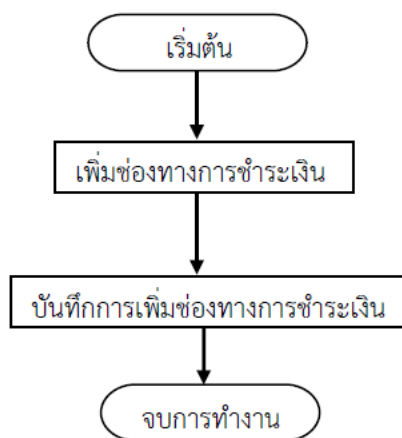 เริ่มต้น
เพิ่มช่องทางการชำระเงิน
บันทึกการเพิ่มช่องทางการชำระเงิน
จบการทำงาน